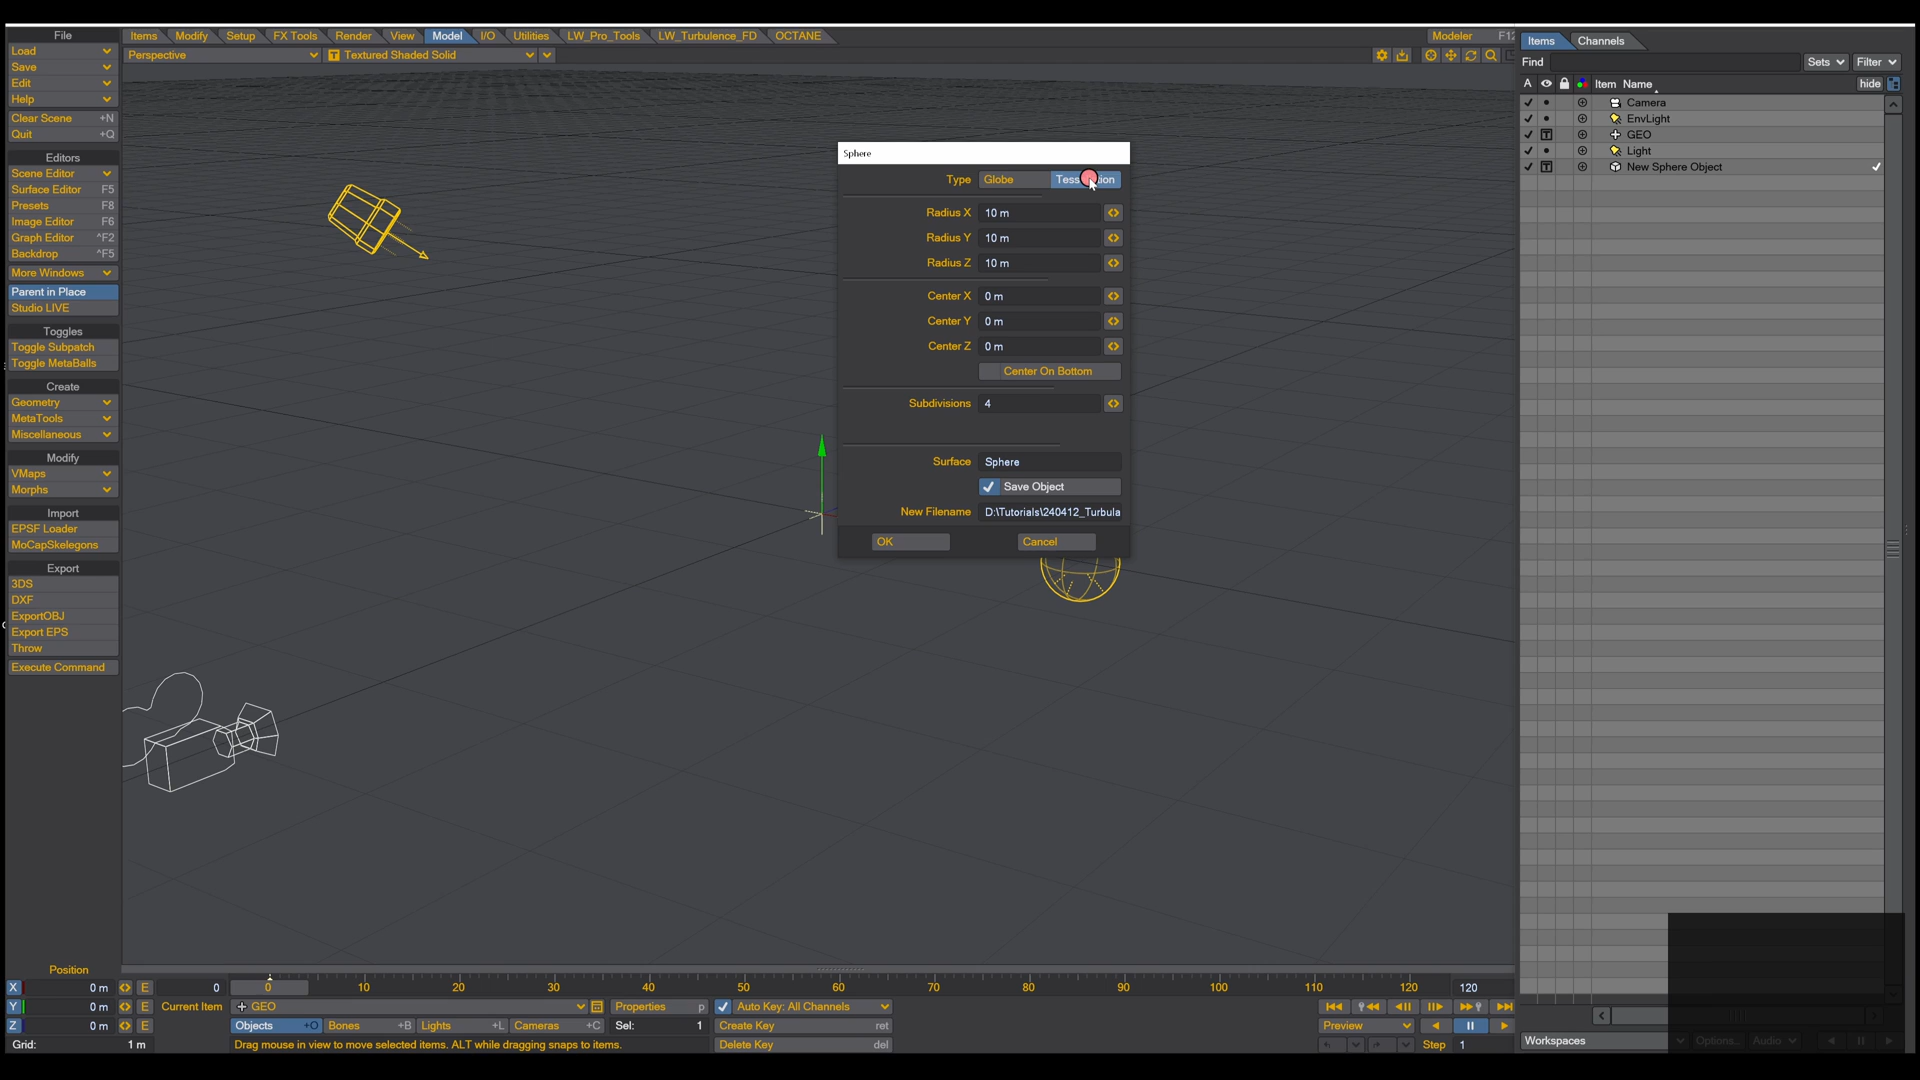 File
Load
Save
Edit
Help
Clear Scene +N
Quit +Q
Editors
Scene Editor
Surface Editor F5
Presets F8
Image Editor F6
Graph Editor ^F2
Backdrop ^F5
More Windows
Parent in Place
Studio LIVE
Toggles
Toggle Subpatch
Toggle MetaBalls
Create
Geometry
MetaTools
Miscellaneous
Modify
VMaps
Morphs
Import
EPSF Loader
MoCapSkelegons
Export
3DS
DXF
ExportOBJ
Export EPS
Throw
Execute Command
Items Modify Setup FX Tools Render View Model I/O Utilities LW_Pro_Tools LW_Turbulence_FD OCTANE
Modeler F12
Perspective T Textured Shaded Solid
Sphere
Type Globe
Radius X 10 m
Radius Y 10 m
Radius Z 10 m
Center X 0 m
Center Y 0 m
Center Z 0 m
Center On Bottom
Subdivisions 4
Surface Sphere
Save Object
New Filename D:\Tutorials\240412_Turbula
OK Cancel
Items Channels
Find Sets Filter
A Item Name hide
Camera
EnvLight
T GEO
Light
T New Sphere Object
Position
X 0 m E
Y 0 m E
Z 0 m E
Grid: 1 m
0 0 10 20 30 40 50 60 70 80 90 100 110 120 120
Current Item GEO Properties p Auto Key: All Channels
Objects +O Bones +B Lights +L Cameras +C Sel: 1 Create Key ret
Drag mouse in view to move selected items. ALT while dragging snaps to items. Delete Key del
Preview
Step 1
Workspaces Options... Audio